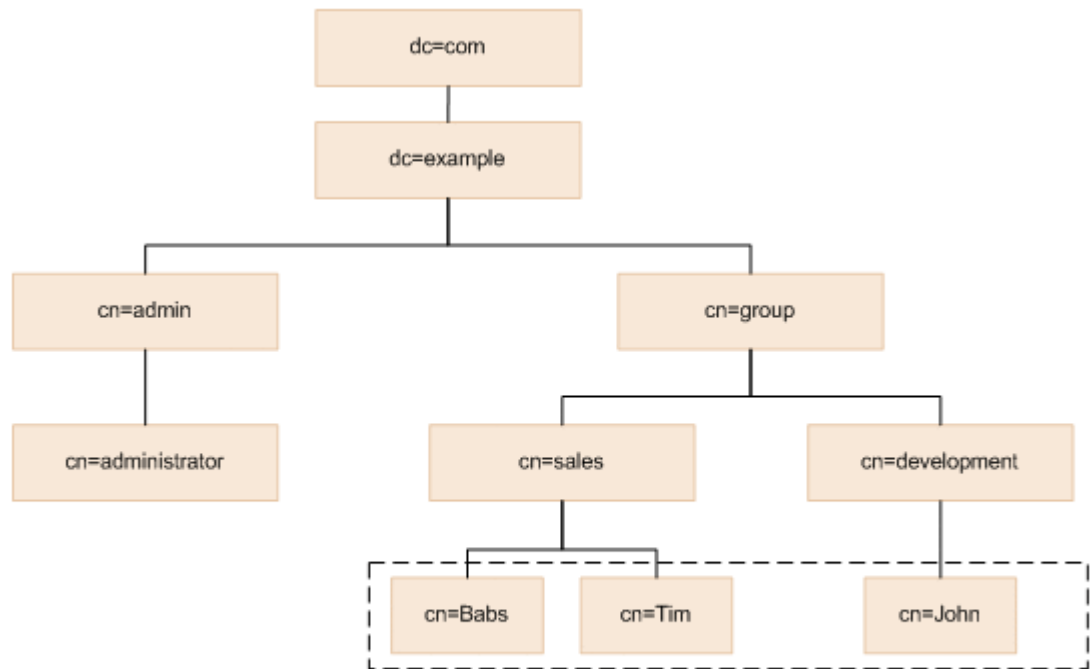 dc=com
dc=example
cn=admin
cn=group
cn=administrator
cn=sales
cn=development
cn=Babs
cn=Tim
cn=John